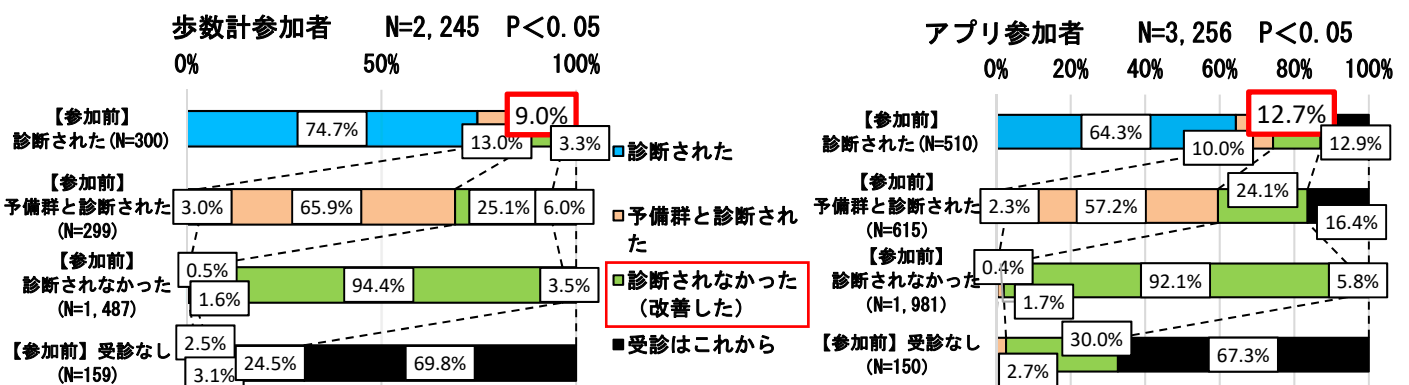 歩数計参加者 N=2,245 P<0.05
0% 50% 100%
【参加前】
診断された(N=300)
74.7%
13.0%
9.0%
3.3%
【参加前】
予備群と診断された
(N=299)
3.0%
65.9%
25.1%
6.0%
【参加前】
診断されなかった
(N=1,487)
0.5%
1.6%
94.4%
3.5%
【参加前】受診なし
(N=159)
2.5%
3.1%
24.5%
69.8%
診断された
予備群と診断され
た
診断されなかった
(改善した)
受診はこれから
アプリ参加者 N=3,256 P<0.05
0% 20% 40% 60% 80% 100%
【参加前】
診断された(N=510)
64.3%
10.0%
12.7%
12.9%
【参加前】
予備群と診断された
(N=615)
2.3%
57.2%
24.1%
16.4%
【参加前】
診断されなかった
(N=1,981)
0.4%
1.7%
92.1%
5.8%
【参加前】受診なし
(N=150)
2.7%
30.0%
67.3%